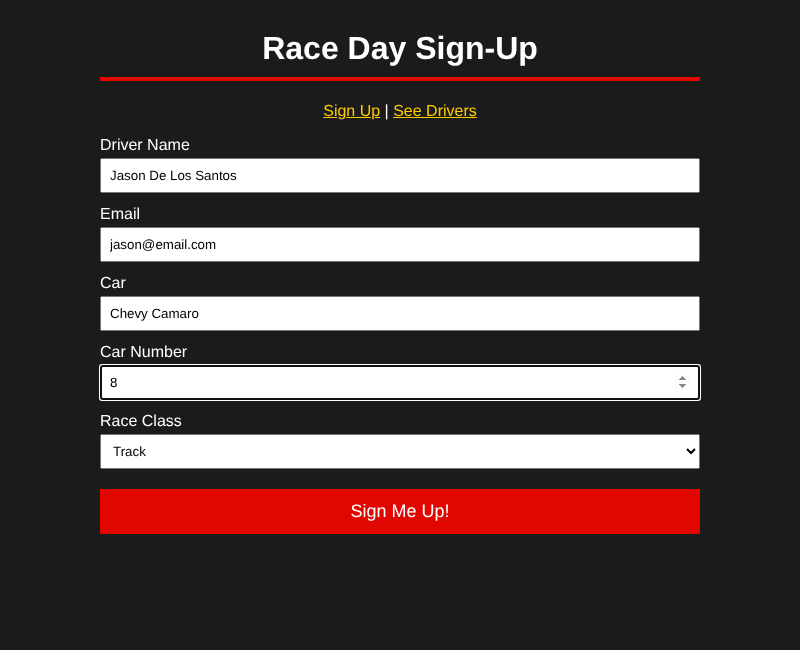 Race Day Sign-Up
Sign Up | See Drivers
Driver Name
Jason De Los Santos
Email
jason@email.com
Car
Chevy Camaro
Car Number
8
Race Class
Track
Sign Me Up!